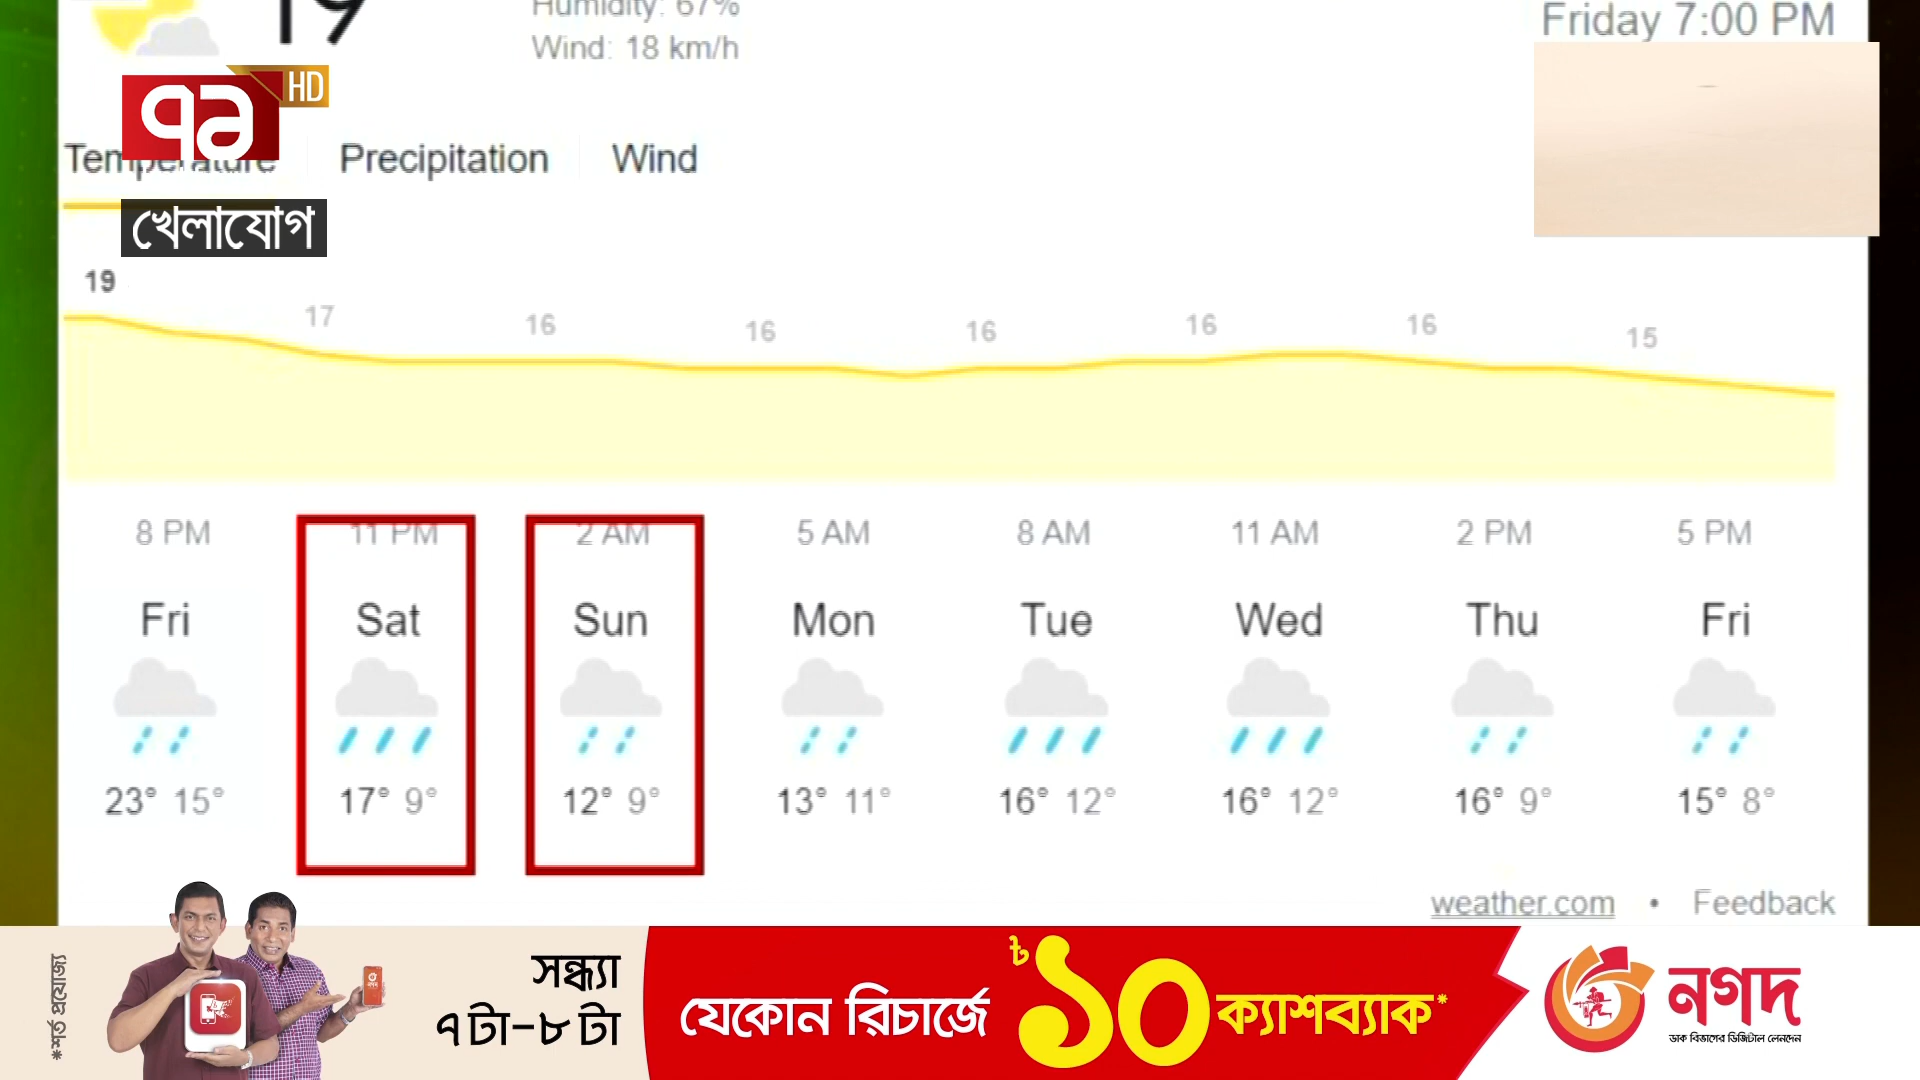 19
Humidity: 67%
Wind: 18 km/h
Friday 7:00 PM
৭১ HD
Temperature
Precipitation
Wind
খেলাযোগ
19 17 16 16 16 16 16 15
8 PM 11 PM 2 AM 5 AM 8 AM 11 AM 2 PM 5 PM
Fri Sat Sun Mon Tue Wed Thu Fri
23° 15° 17° 9° 12° 9° 13° 11° 16° 12° 16° 12° 16° 9° 15° 8°
weather.com • Feedback
*শর্ত প্রযোজ্য
সন্ধ্যা
৭টা-৮টা
যেকোন রিচার্জে ৳১০ ক্যাশব্যাক*
নগদ
ডাক বিভাগের ডিজিটাল লেনদেন